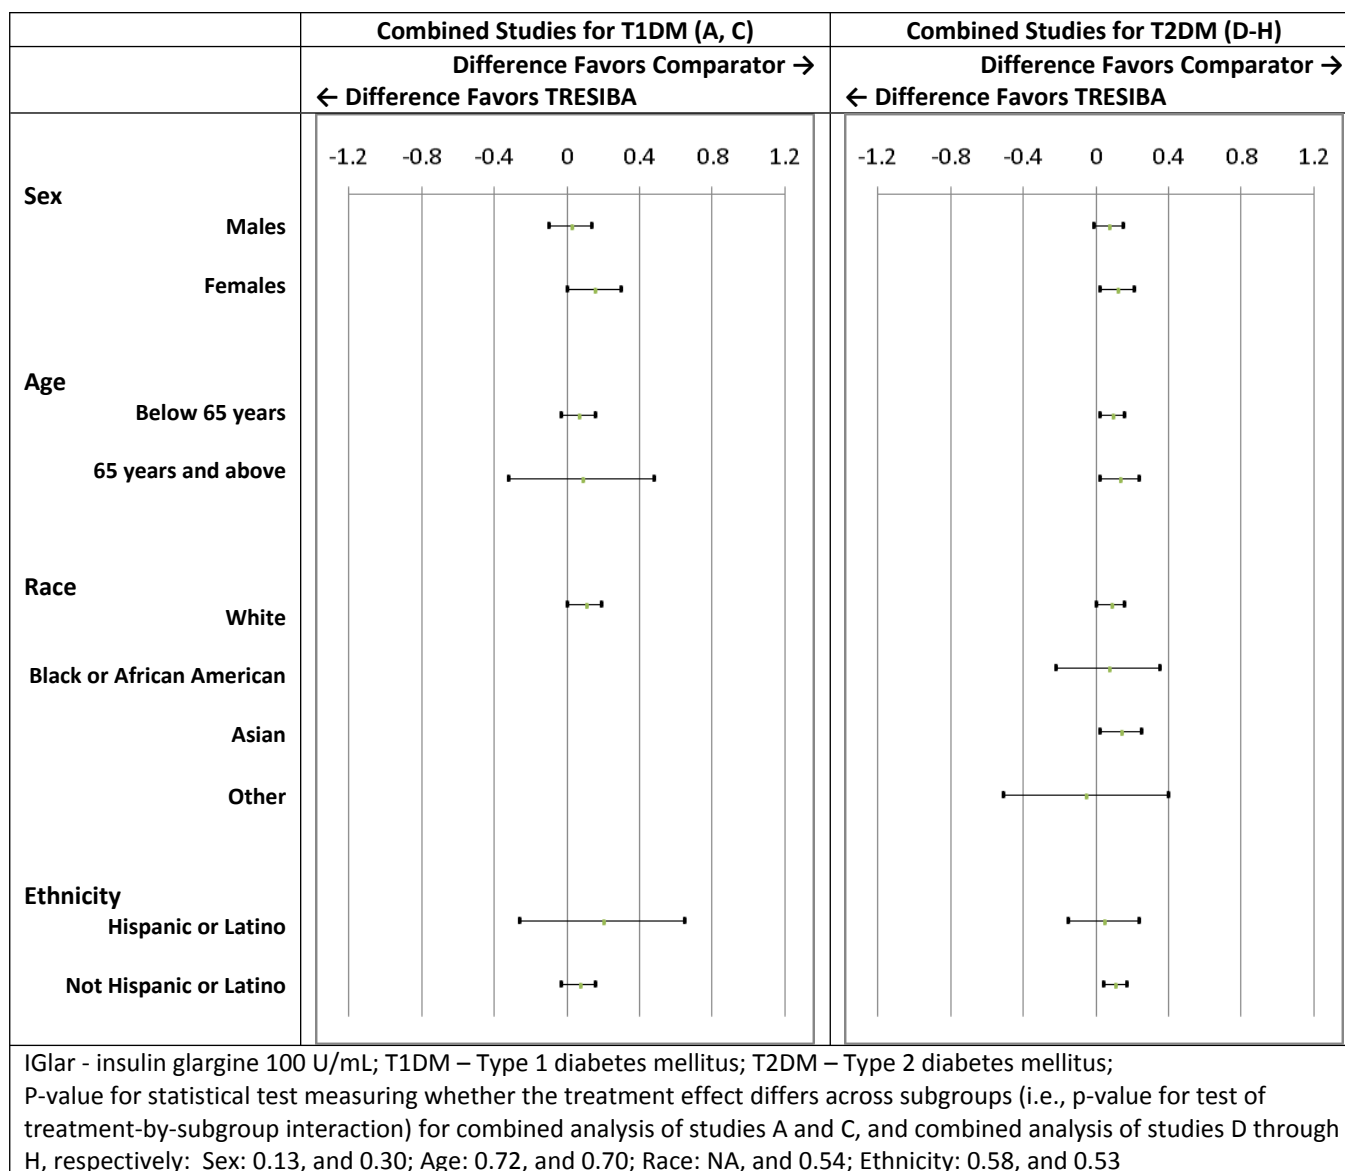 Combined Studies for T1DM (A, C) Combined Studies for T2DM (D-H)
Difference Favors Comparator → Difference Favors Comparator →
← Difference Favors TRESIBA ← Difference Favors TRESIBA
-1.2 -0.8 -0.4 0 0.4 0.8 1.2 -1.2 -0.8 -0.4 0 0.4 0.8 1.2
Sex
Males
Females
Age
Below 65 years
65 years and above
Race
White
Black or African American
Asian
Other
Ethnicity
Hispanic or Latino
Not Hispanic or Latino
IGlar - insulin glargine 100 U/mL; T1DM – Type 1 diabetes mellitus; T2DM – Type 2 diabetes mellitus;
P-value for statistical test measuring whether the treatment effect differs across subgroups (i.e., p-value for test of
treatment-by-subgroup interaction) for combined analysis of studies A and C, and combined analysis of studies D through
H, respectively: Sex: 0.13, and 0.30; Age: 0.72, and 0.70; Race: NA, and 0.54; Ethnicity: 0.58, and 0.53